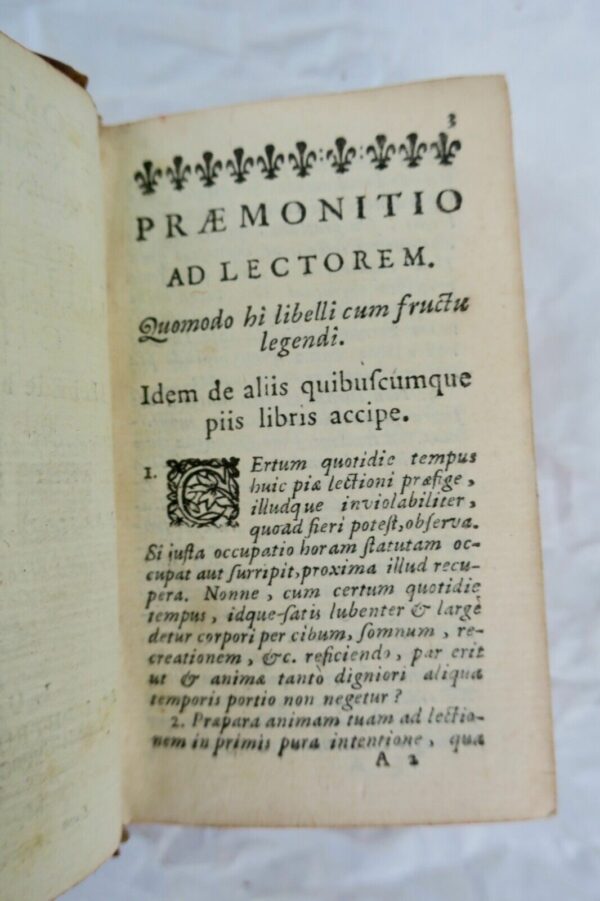 3
PRÆMONITIO
AD LECTOREM.
Quomodo hi libelli cum fructu
legendi.
Idem de aliis quibuſcumque
piis libris accipe.
1. CErtum quotidie tempus
huic piæ lectioni præfige,
illudque inviolabiliter,
quoad fieri poteſt, obſerva.
Si juſta occupatio horam ſtatutam oc-
cupat aut ſurripit, proxima illud recu-
pera. Nonne, cum certum quotidie
tempus, idque ſatis lubenter & largè
detur corpori per cibum, ſomnum, re-
creationem, &c. reficiendo, par erit
ut & animæ tantò digniori aliqua
temporis portio non negetur?
2. Præpara animam tuam ad lectio-
nem in primis pura intentione, qua
A 2